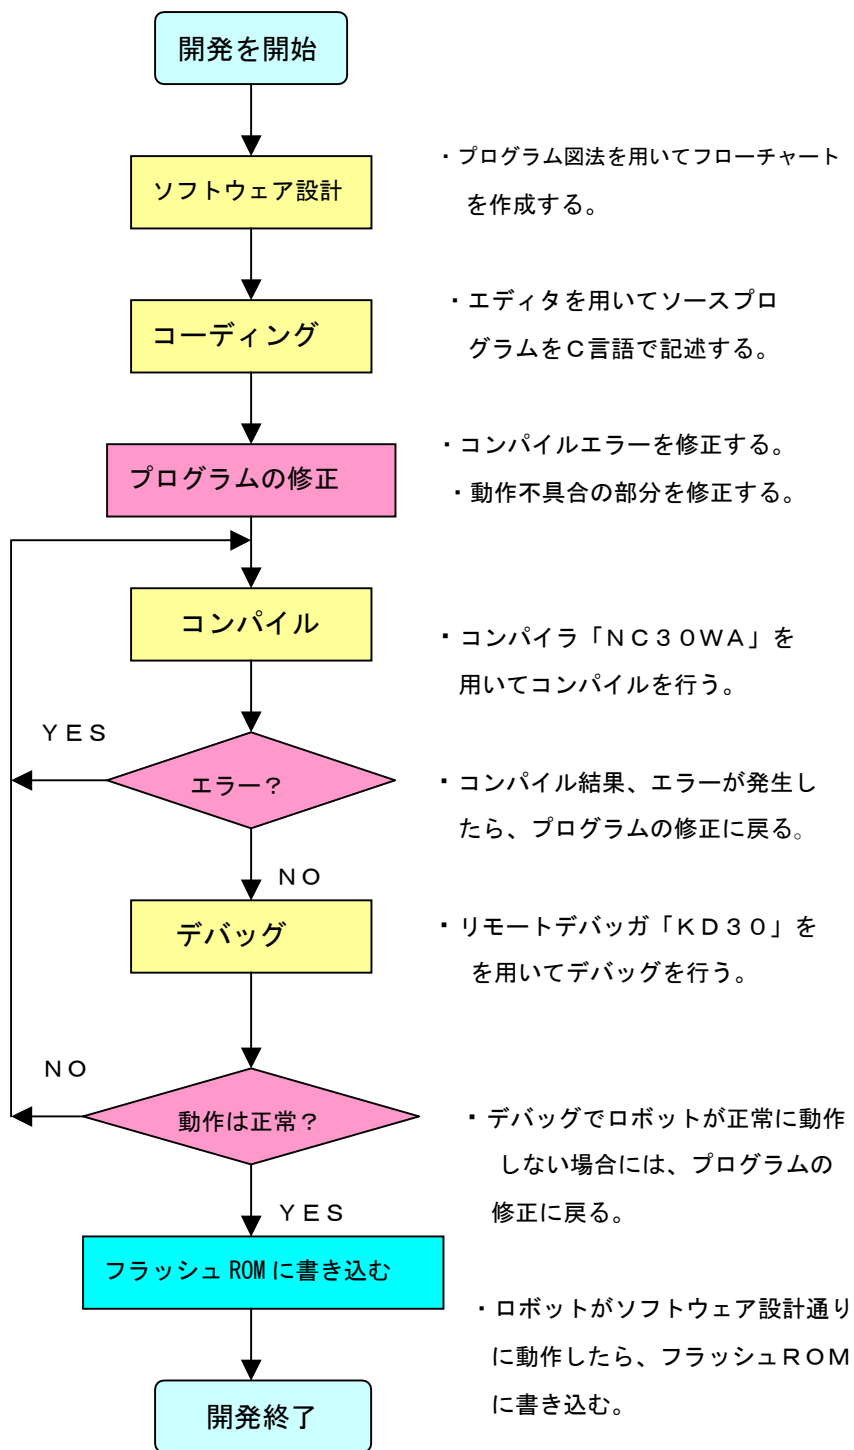 開発を開始
ソフトウェア設計
・プログラム図法を用いてフローチャート
を作成する。
コーディング
・エディタを用いてソースプロ
グラムをＣ言語で記述する。
プログラムの修正
・コンパイルエラーを修正する。
・動作不具合の部分を修正する。
コンパイル
・コンパイラ「ＮＣ３０ＷＡ」を
用いてコンパイルを行う。
ＹＥＳ
エラー？
・コンパイル結果、エラーが発生し
たら、プログラムの修正に戻る。
ＮＯ
デバッグ
・リモートデバッガ「ＫＤ３０」を
を用いてデバッグを行う。
ＮＯ
動作は正常？
・デバッグでロボットが正常に動作
しない場合には、プログラムの
修正に戻る。
ＹＥＳ
フラッシュ ROM に書き込む
・ロボットがソフトウェア設計通り
に動作したら、フラッシュＲＯＭ
に書き込む。
開発終了